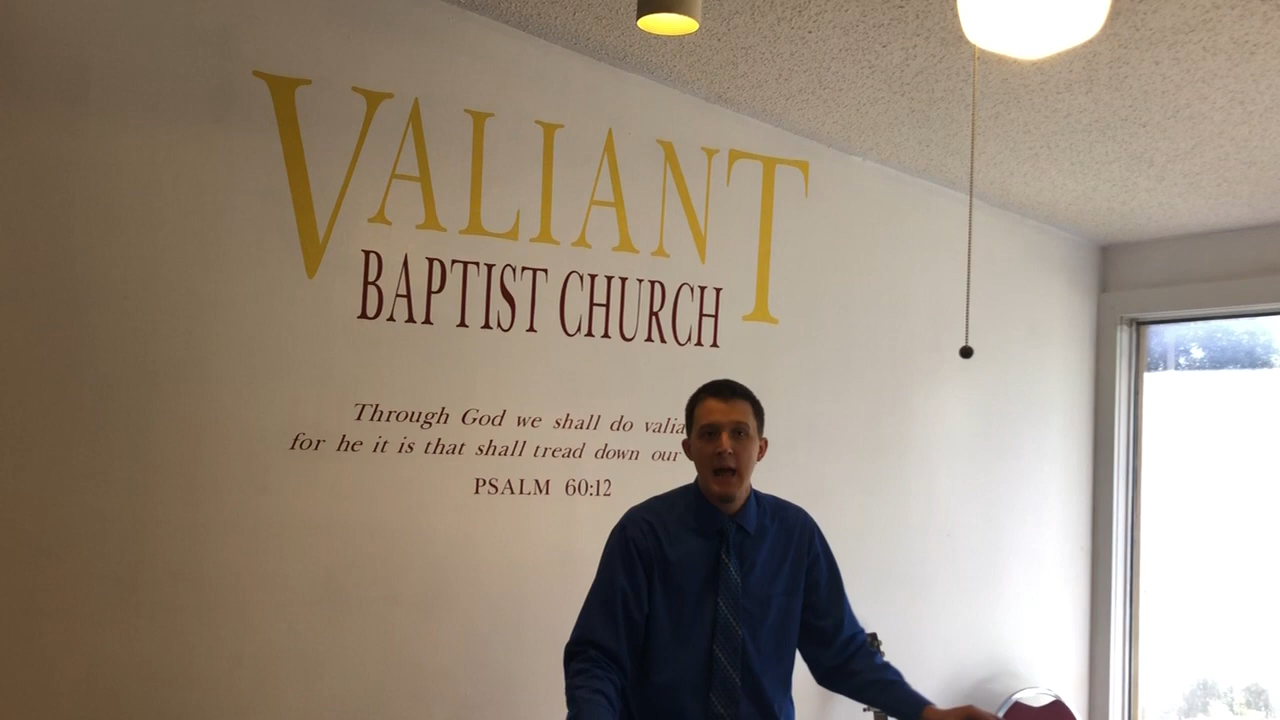 VALIANT
BAPTIST CHURCH
Through God we shall do
for he it is that shall tread down our
PSALM 60:12